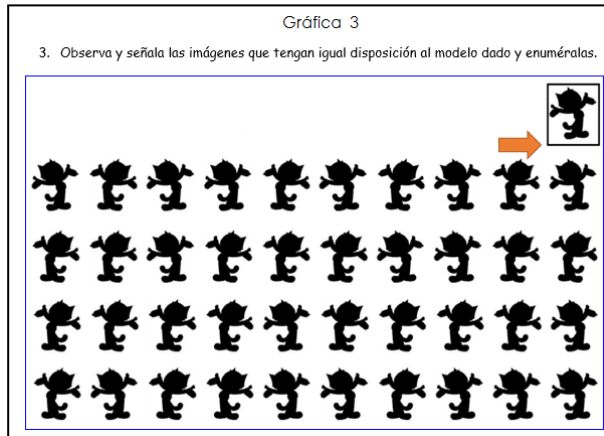 Gráfica 3
3. Observa y señala las imágenes que tengan igual disposición al modelo dado y enuméralas.